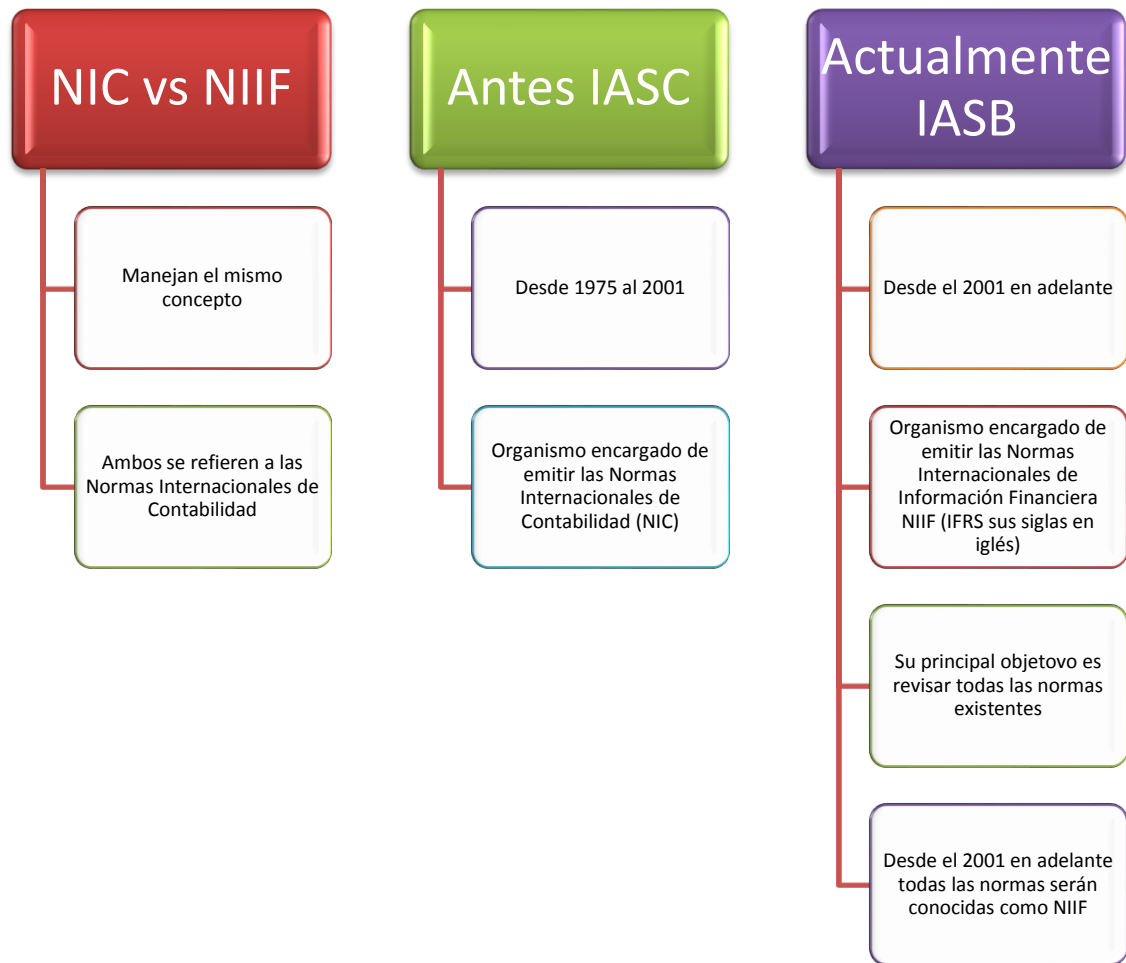 NIC vs NIIF
Manejan el mismo
concepto
Ambos se refieren a las
Normas Internacionales de
Contabilidad
Antes IASC
Desde 1975 al 2001
Organismo encargado de
emitir las Normas
Internacionales de
Contabilidad (NIC)
Actualmente
IASB
Desde el 2001 en adelante
Organismo encargado de
emitir las Normas
Internacionales de
Información Financiera
NIIF (IFRS sus siglas en
iglés)
Su principal objetovo es
revisar todas las normas
existentes
Desde el 2001 en adelante
todas las normas serán
conocidas como NIIF